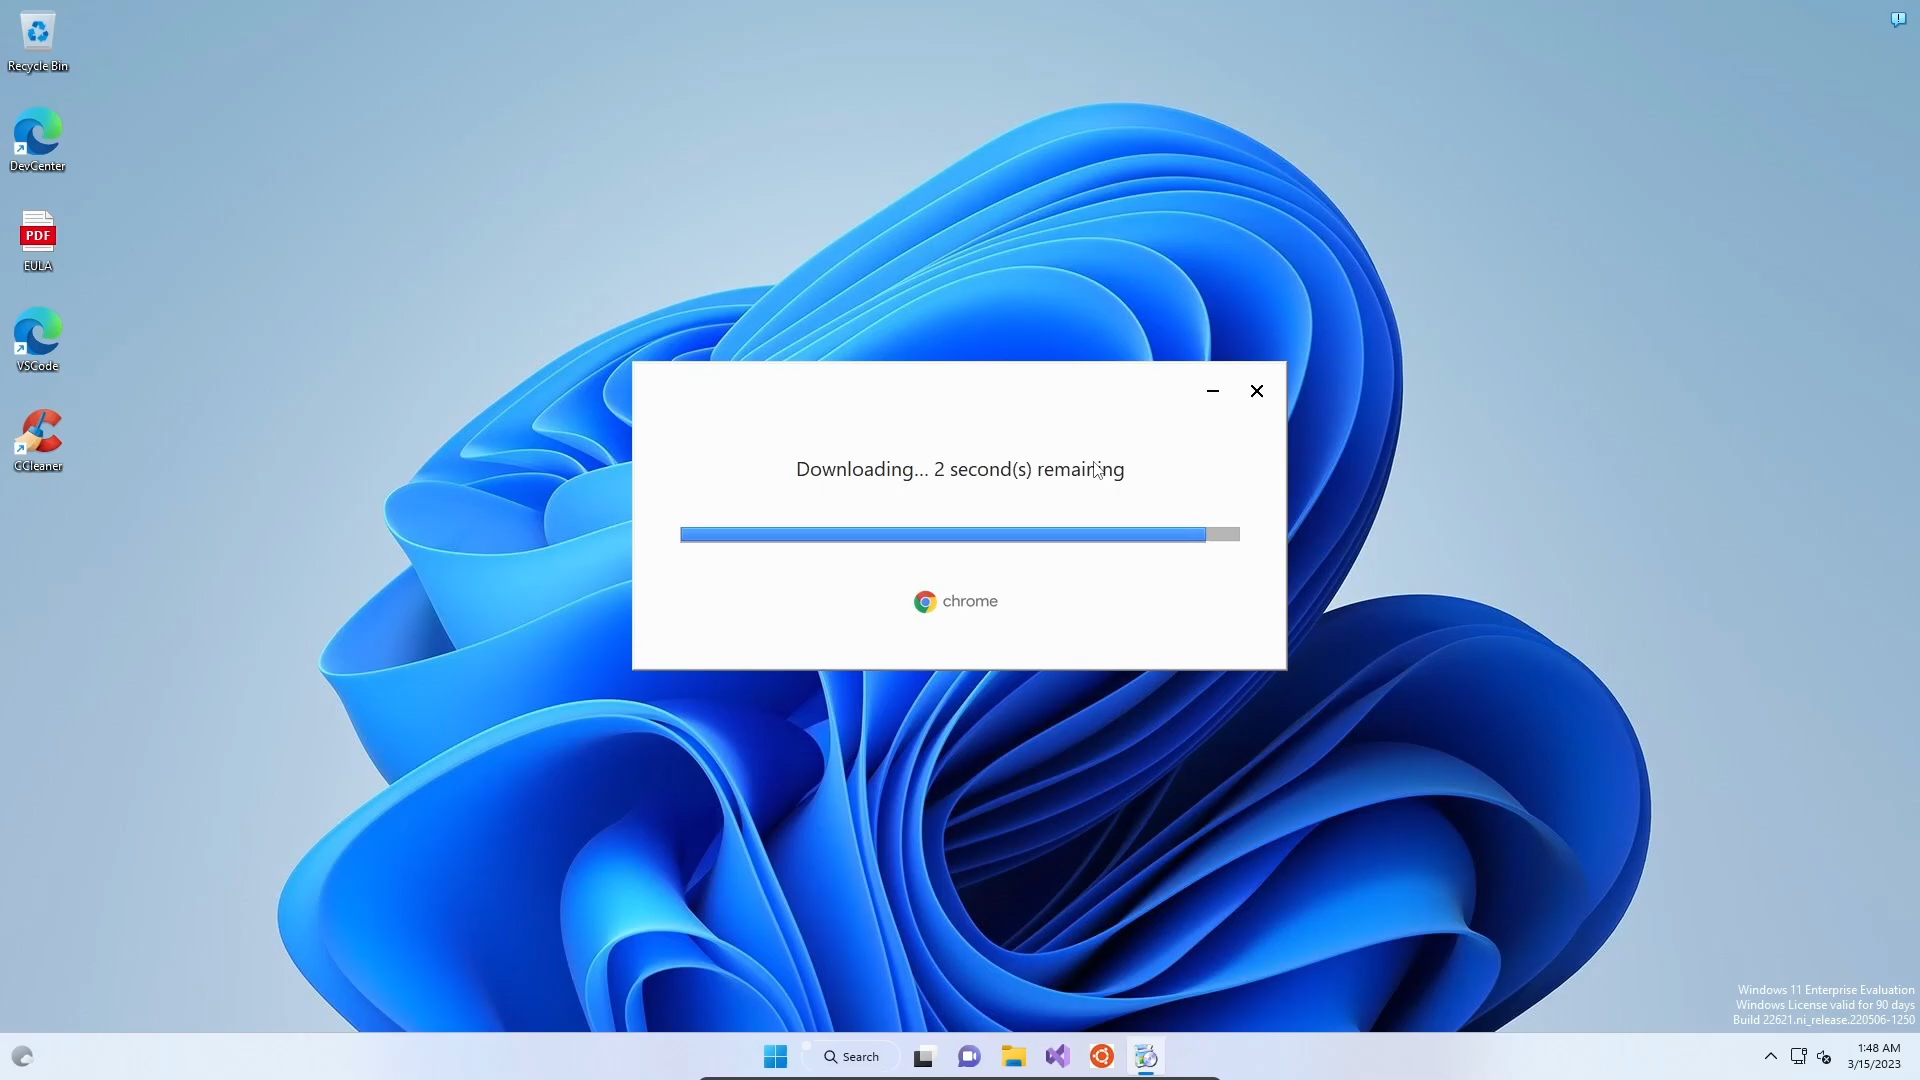 Recycle Bin
DevCenter
PDF
EULA
VSCode
CCleaner
Downloading... 2 second(s) remaining
chrome
Windows 11 Enterprise Evaluation
Windows License valid for 90 days
Build 22621.ni_release.220506-1250
Search
1:48 AM
3/15/2023